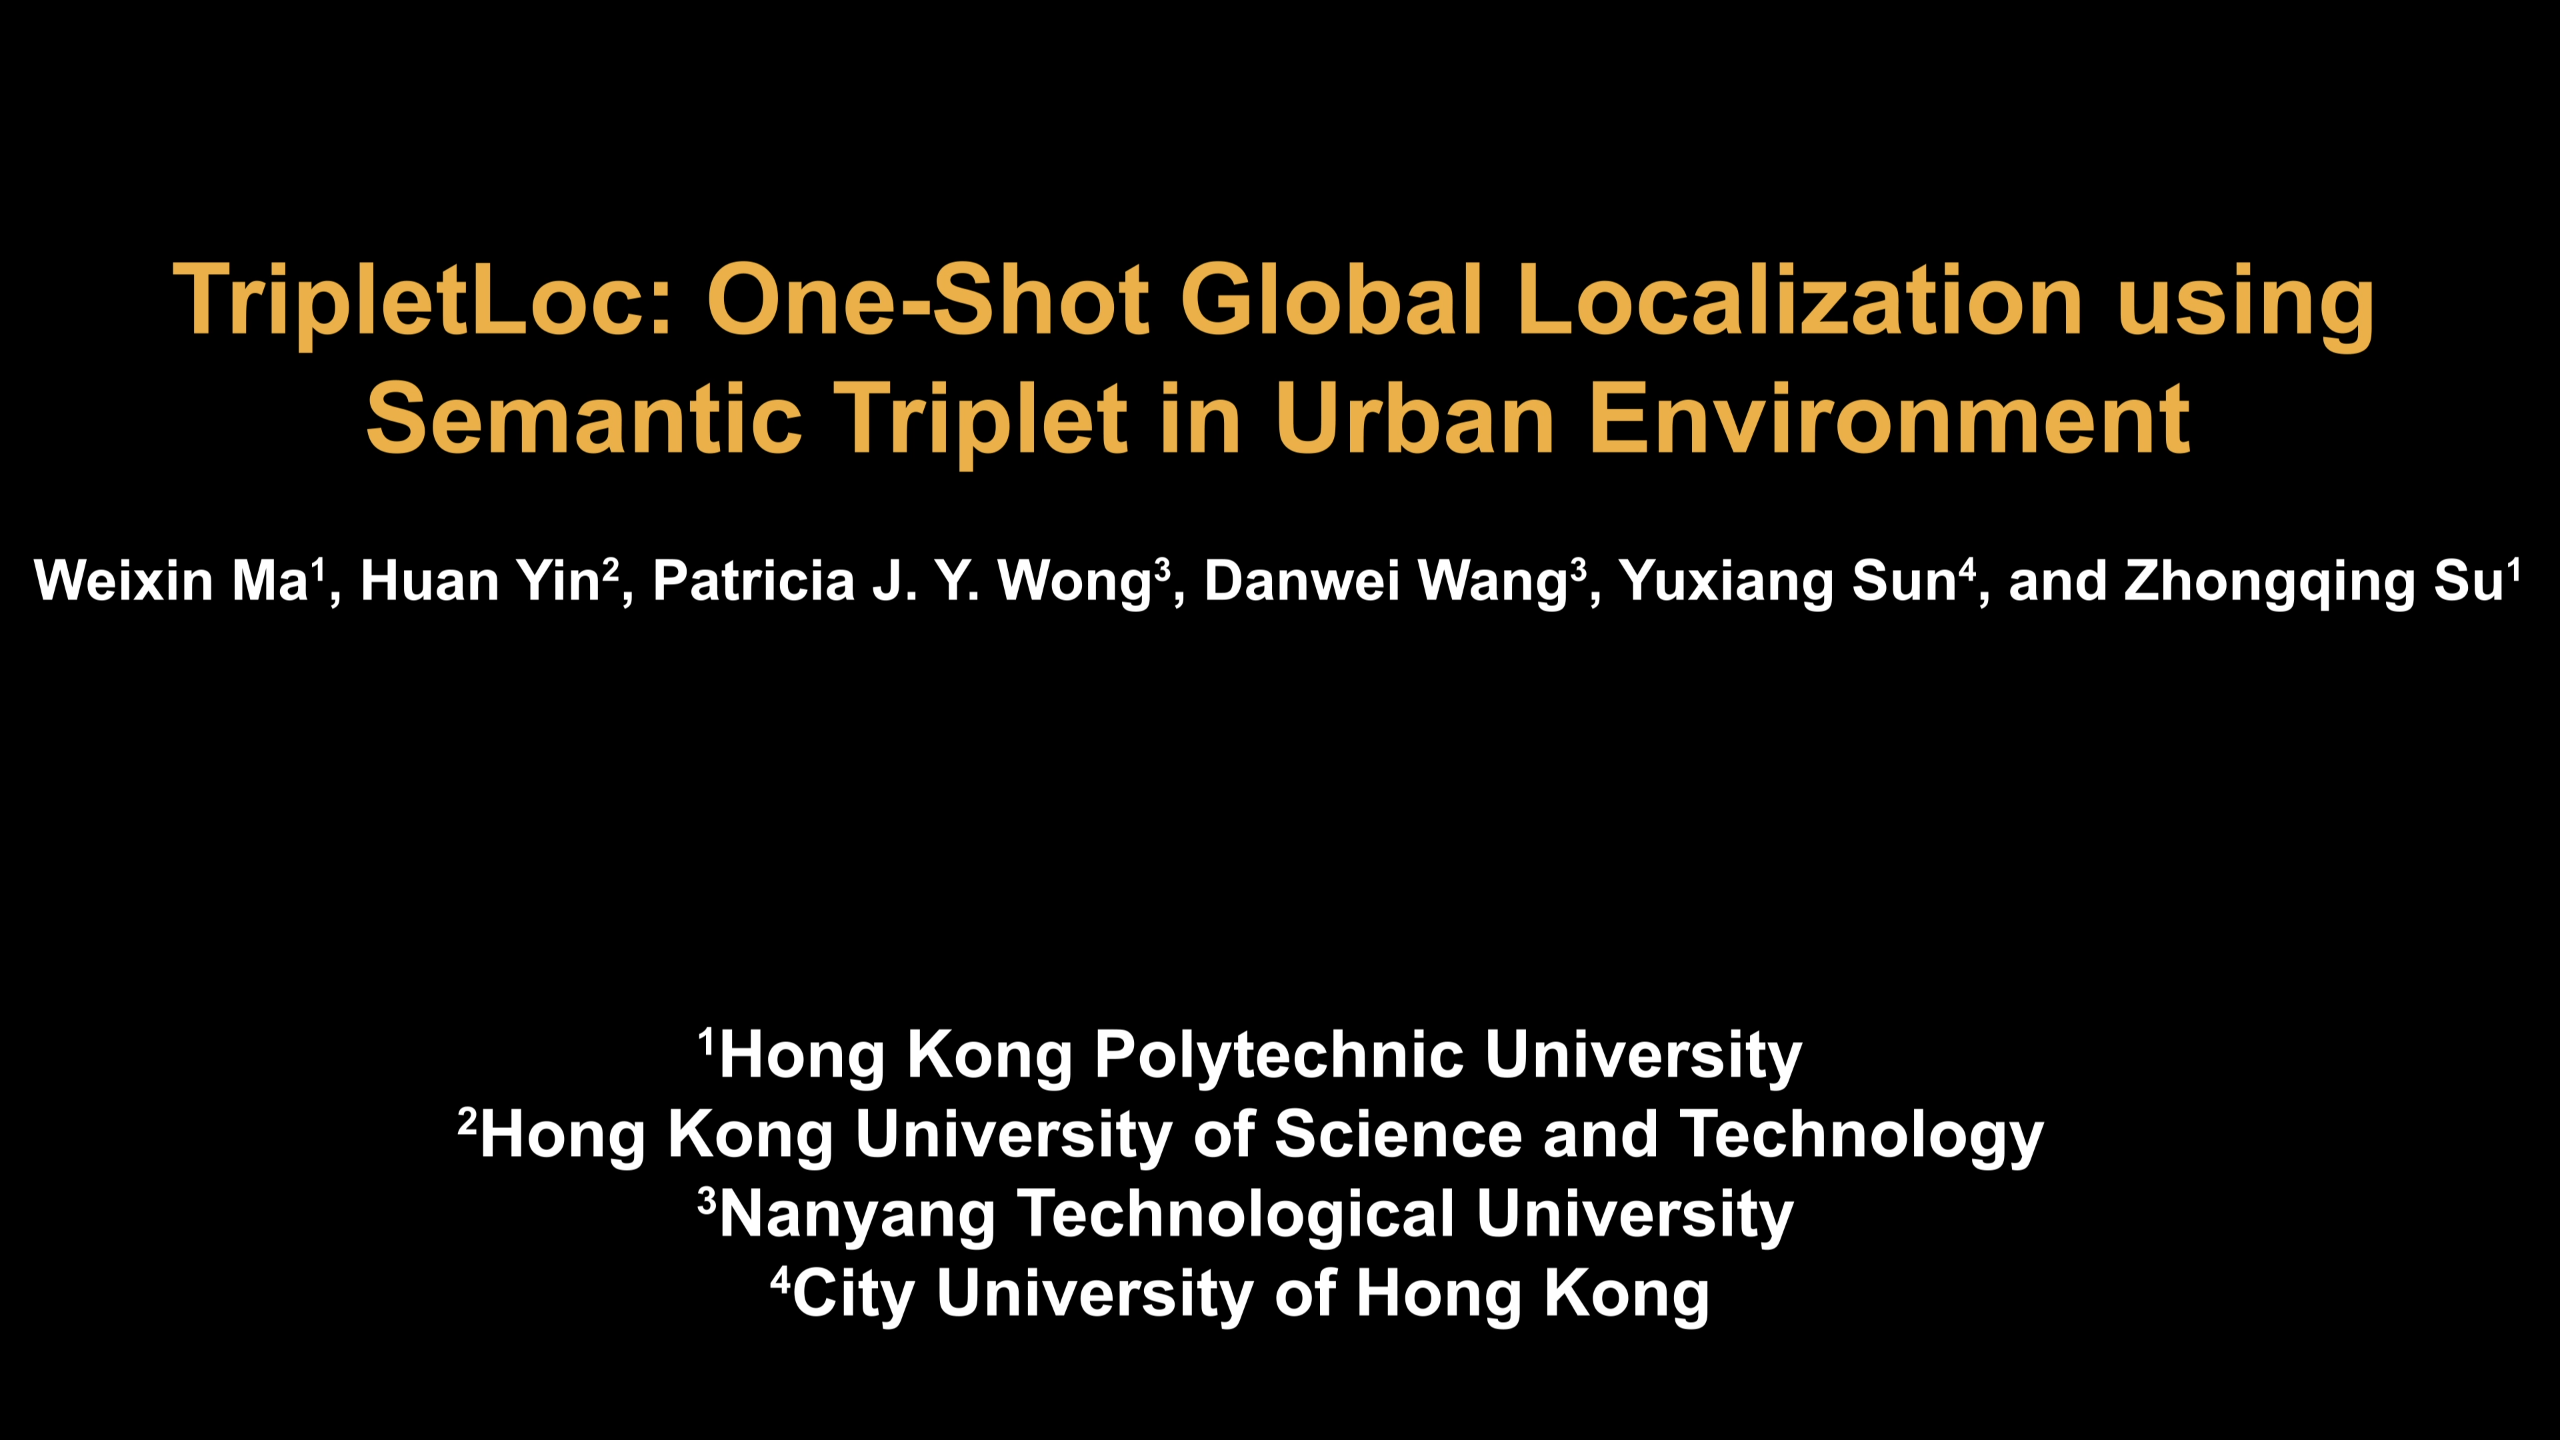 TripletLoc: One-Shot Global Localization using
Semantic Triplet in Urban Environment
Weixin Ma¹, Huan Yin², Patricia J. Y. Wong³, Danwei Wang³, Yuxiang Sun⁴, and Zhongqing Su¹
¹Hong Kong Polytechnic University
²Hong Kong University of Science and Technology
³Nanyang Technological University
⁴City University of Hong Kong